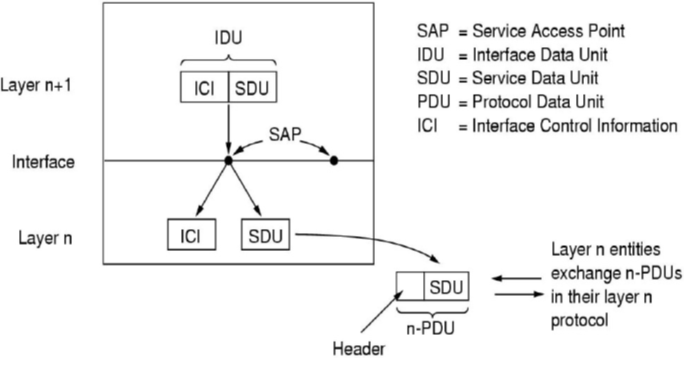 IDU
SAP = Service Access Point
IDU = Interface Data Unit
SDU = Service Data Unit
PDU = Protocol Data Unit
ICI = Interface Control Information
Layer n+1
ICI SDU
SAP
Interface
Layer n
ICI SDU
SDU
n-PDU
Header
Layer n entities
exchange n-PDUs
in their layer n
protocol